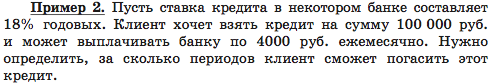 Пример 2. Пусть ставка кредита в некотором банке составляет
18% годовых. Клиент хочет взять кредит на сумму 100 000 руб.
и может выплачивать банку по 4000 руб. ежемесячно. Нужно
определить, за сколько периодов клиент сможет погасить этот
кредит.